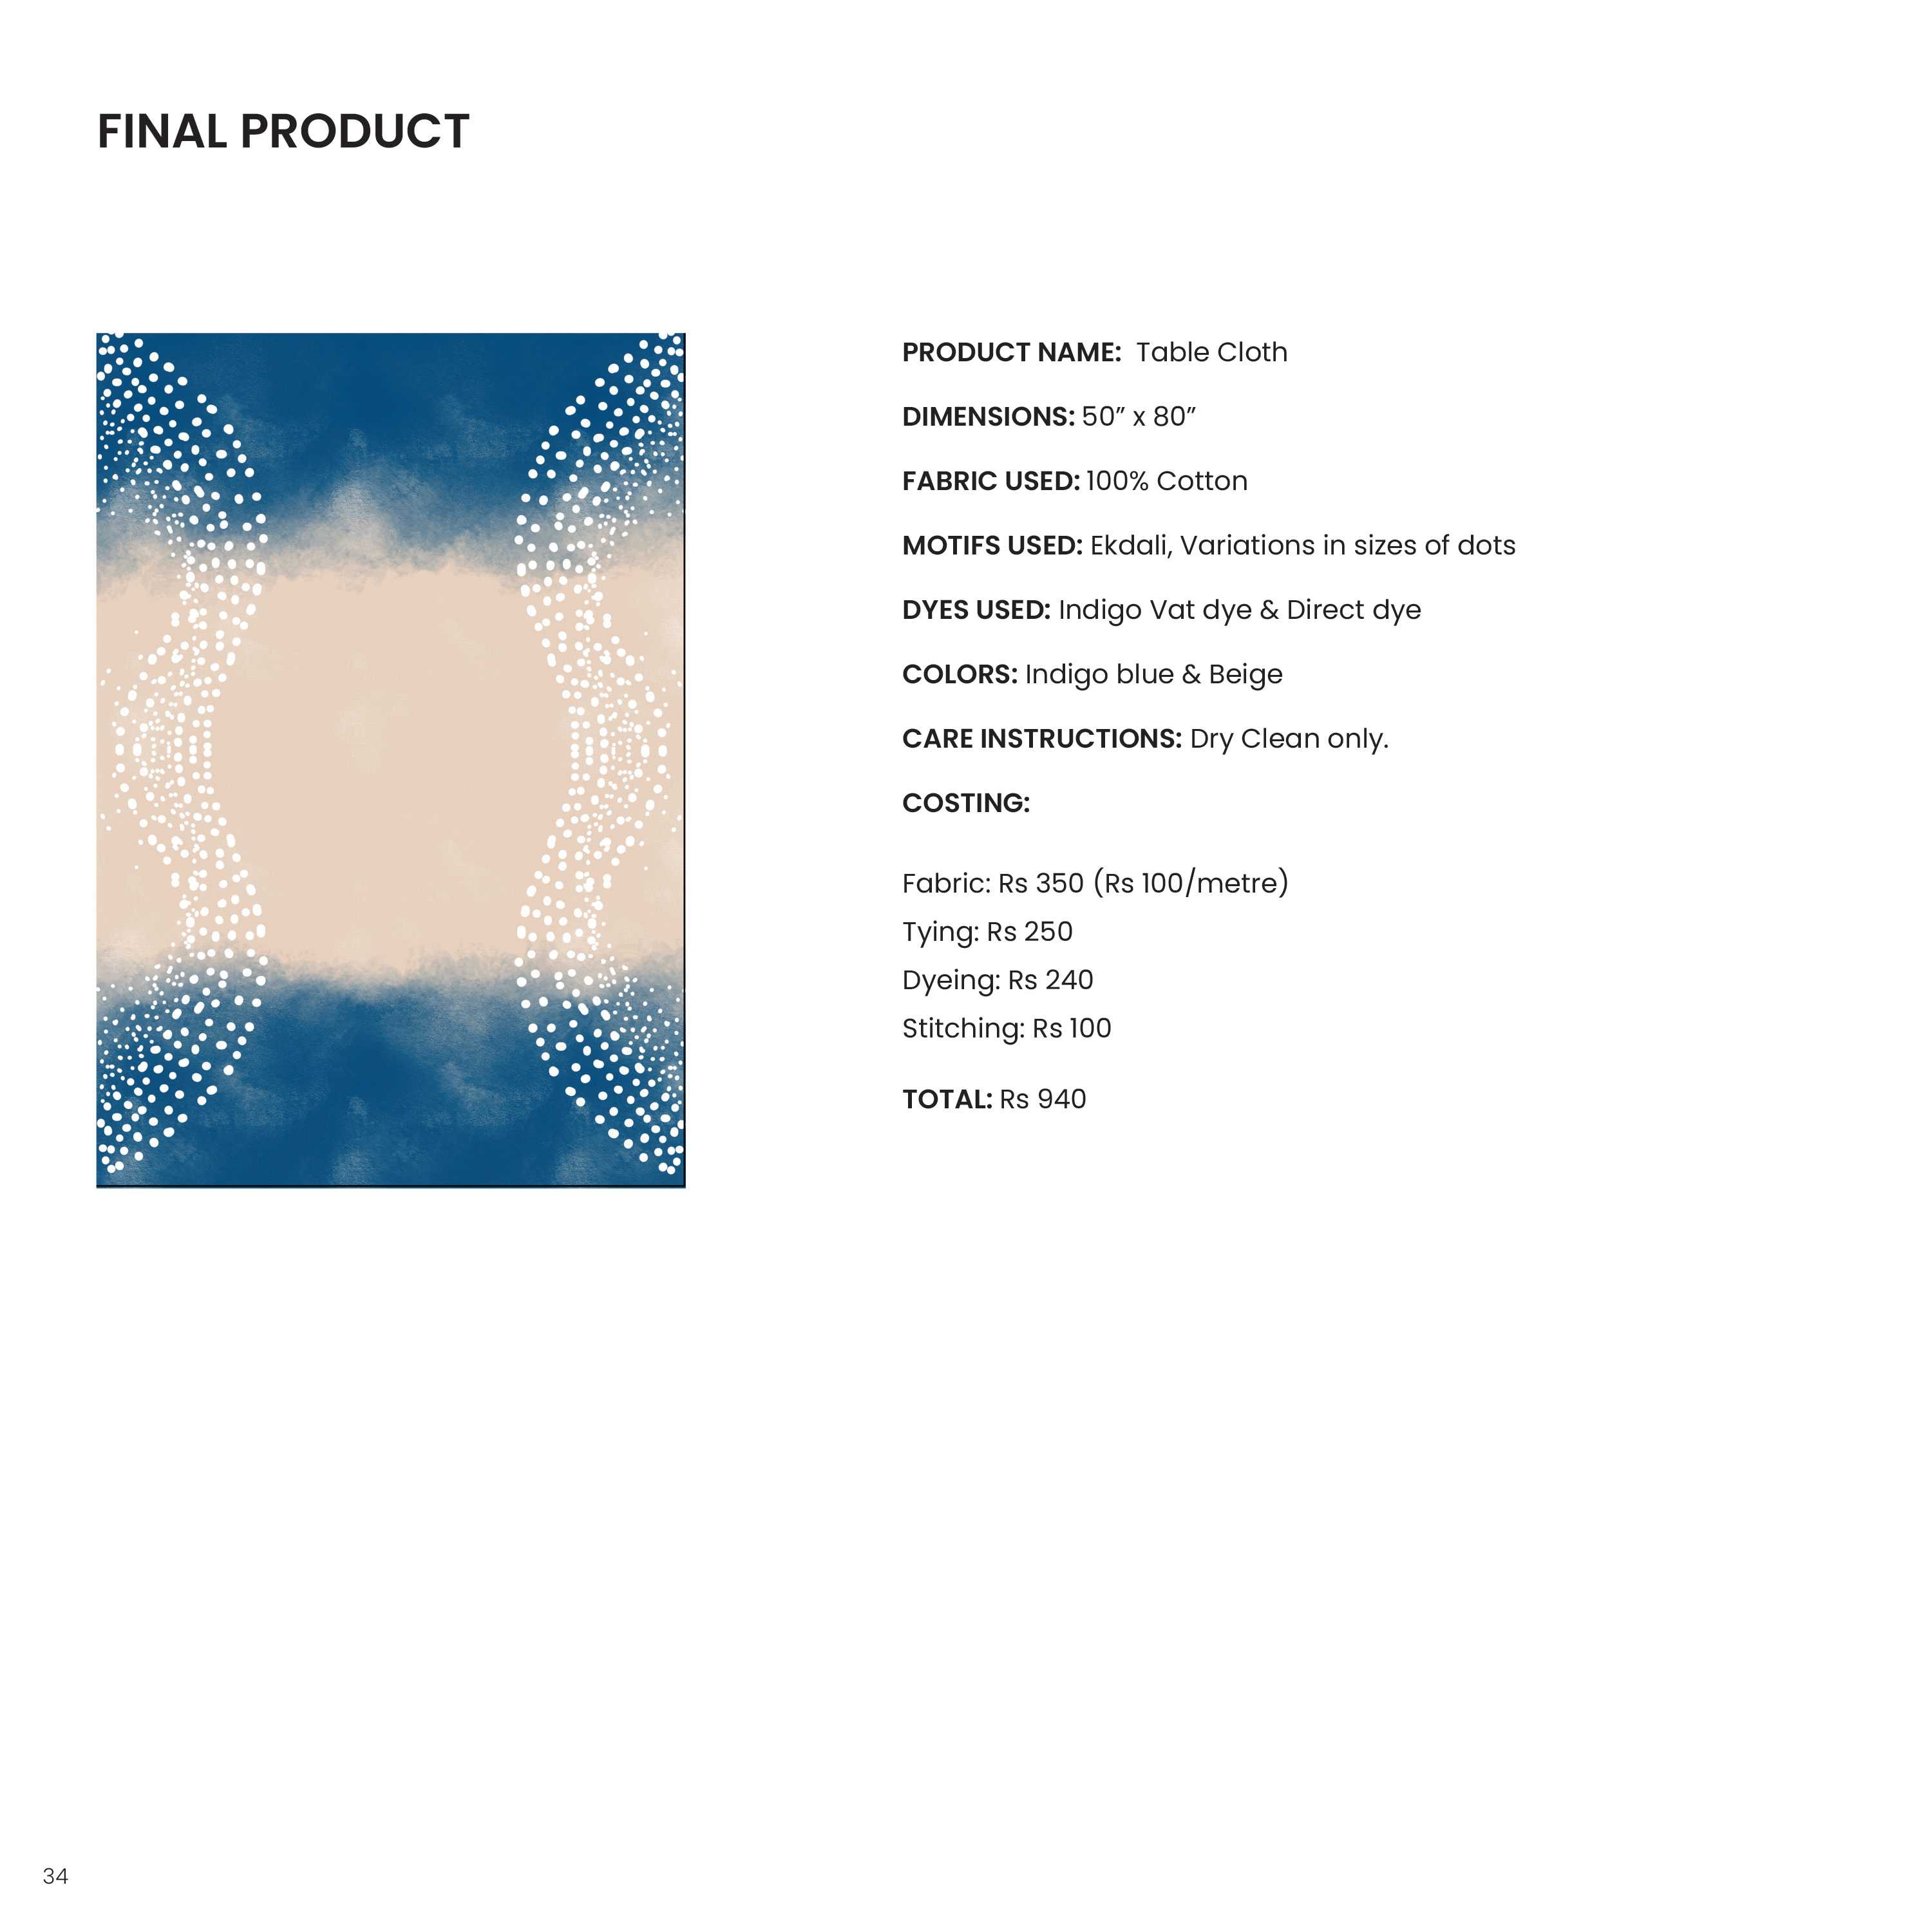 FINAL PRODUCT
PRODUCT NAME: Table Cloth
DIMENSIONS: 50” x 80”
FABRIC USED: 100% Cotton
MOTIFS USED: Ekdali, Variations in sizes of dots
DYES USED: Indigo Vat dye & Direct dye
COLORS: Indigo blue & Beige
CARE INSTRUCTIONS: Dry Clean only.
COSTING:
Fabric: Rs 350 (Rs 100/metre)
Tying: Rs 250
Dyeing: Rs 240
Stitching: Rs 100
TOTAL: Rs 940
34